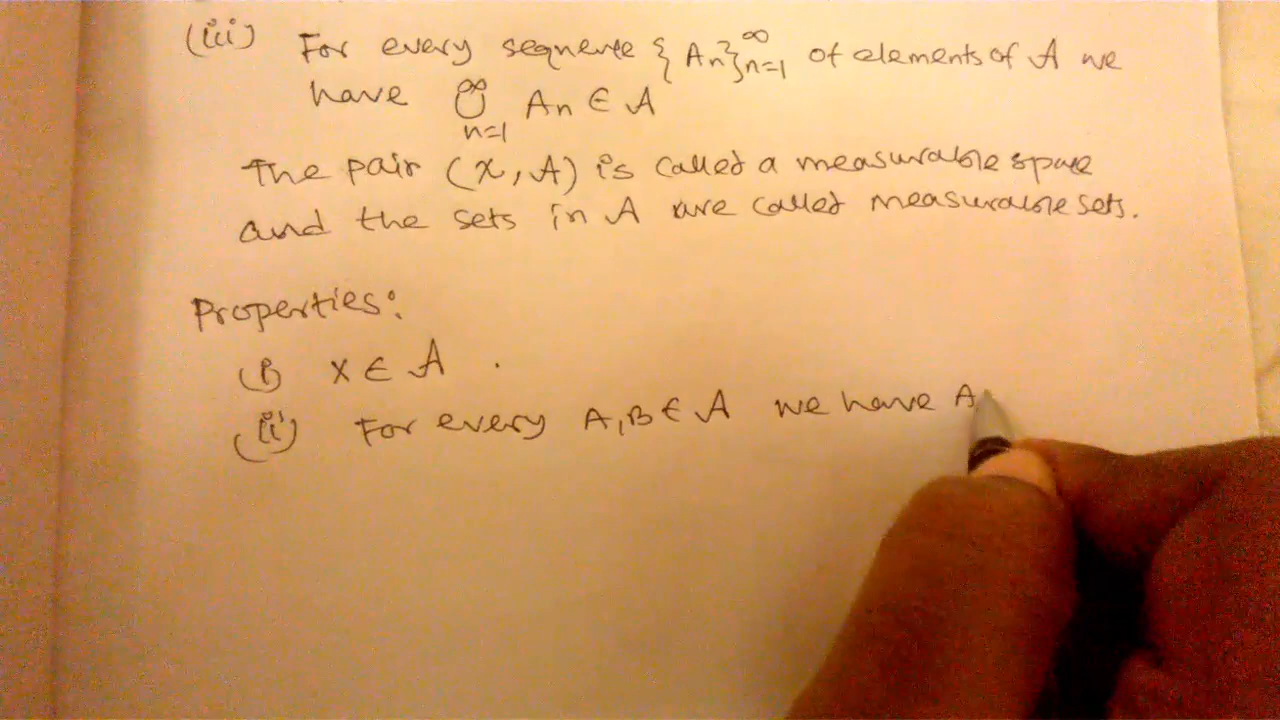 (iii) For every sequence {An}∞n=1 of elements of A we
have ∞⋃n=1 An ∈ A
The pair (X, A) is called a measurable space
and the sets in A are called measurable sets.
Properties:
(i) X ∈ A .
(ii) For every A, B ∈ A we have A